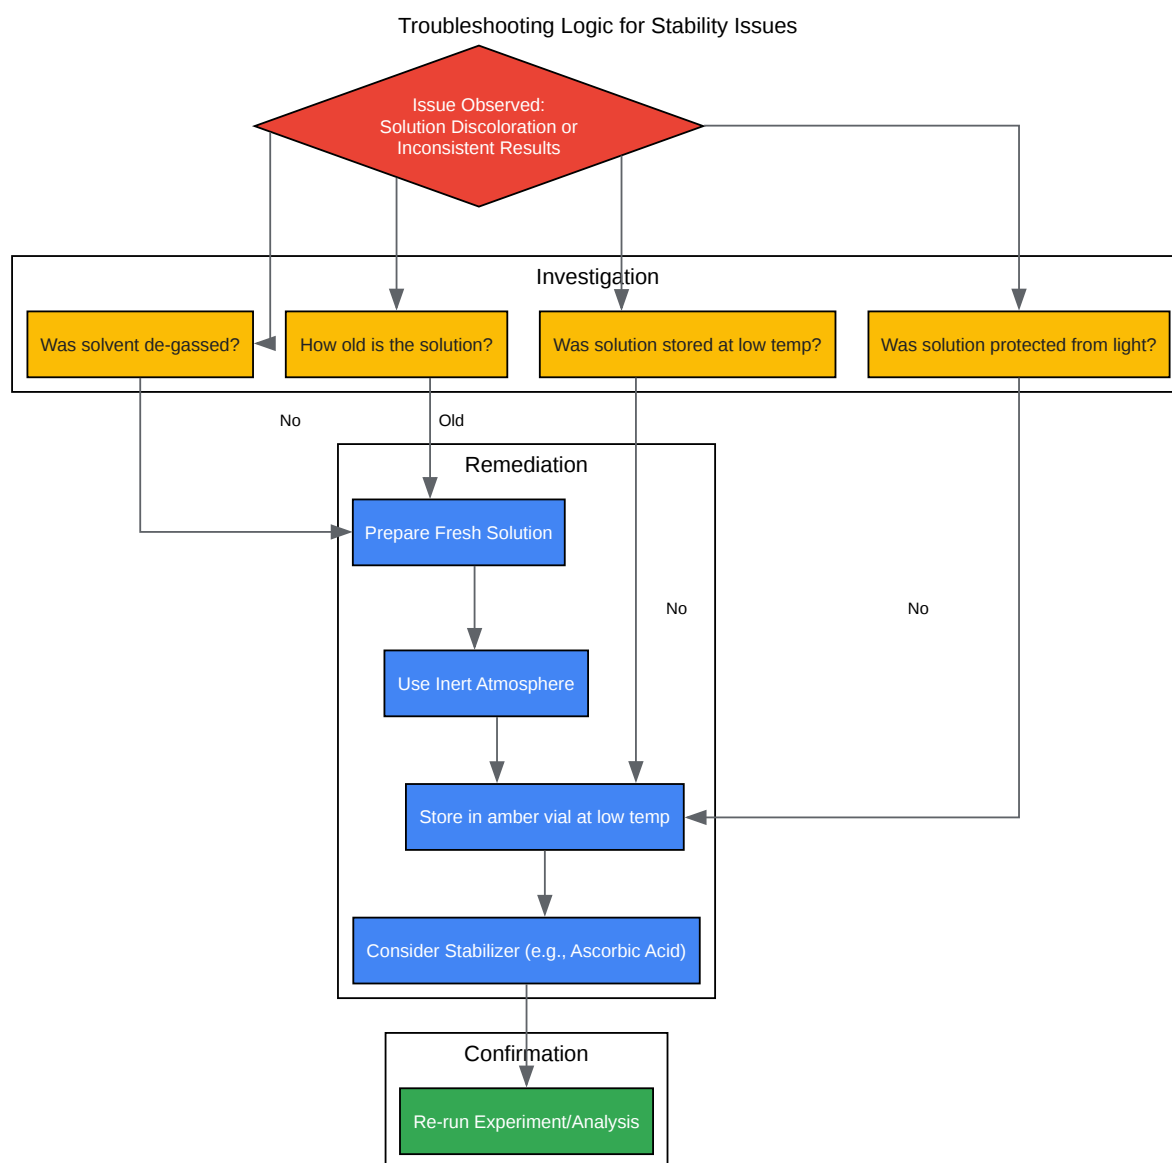 Troubleshooting Logic for Stability Issues
Issue Observed:
Solution Discoloration or
Inconsistent Results
Investigation
Was solvent de-gassed?
How old is the solution?
Was solution stored at low temp?
Was solution protected from light?
No
Old
Remediation
Prepare Fresh Solution
No
No
Use Inert Atmosphere
Store in amber vial at low temp
Consider Stabilizer (e.g., Ascorbic Acid)
Confirmation
Re-run Experiment/Analysis